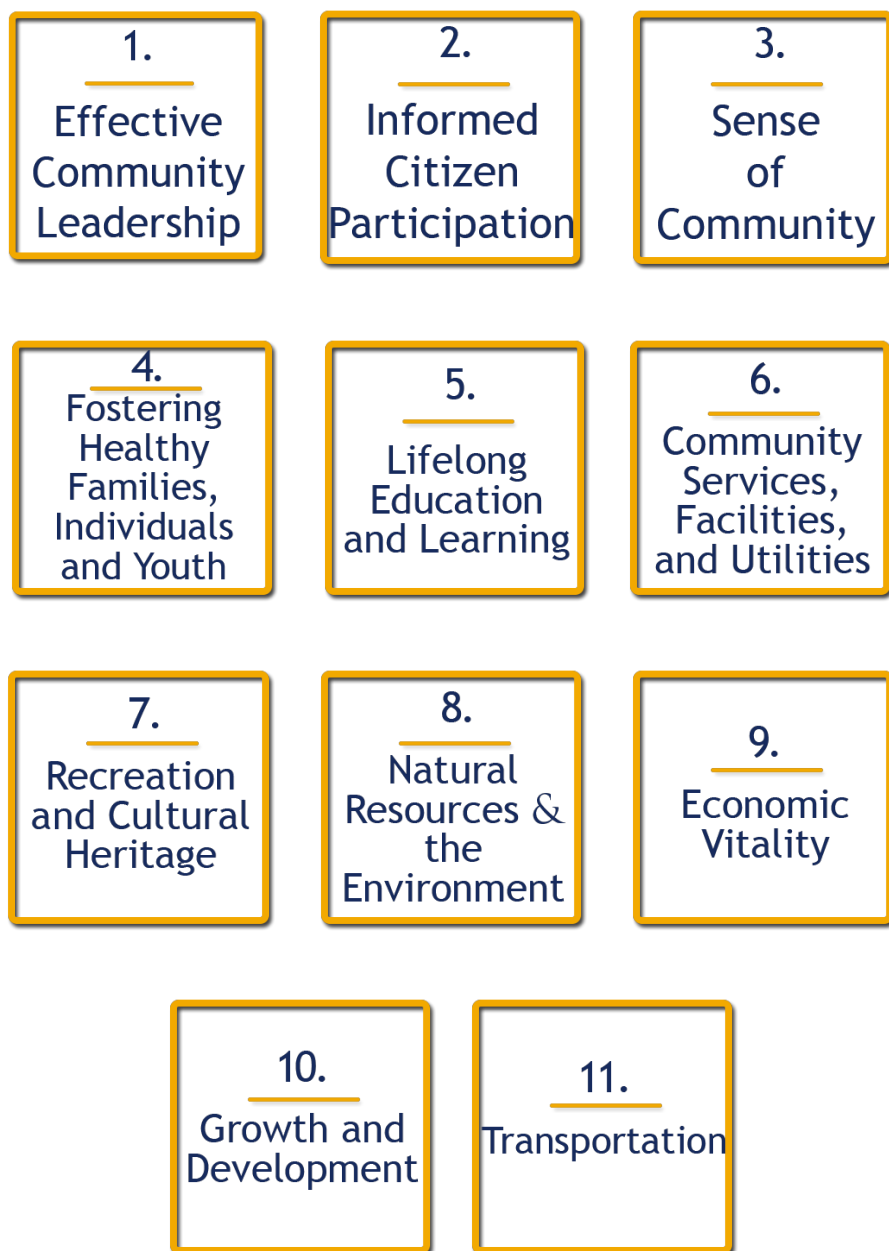 1.
Effective
Community
Leadership
2.
Informed
Citizen
Participation
3.
Sense
of
Community
4.
Fostering
Healthy
Families,
Individuals
and Youth
5.
Lifelong
Education
and Learning
6.
Community
Services,
Facilities,
and Utilities
7.
Recreation
and Cultural
Heritage
8.
Natural
Resources &
the
Environment
9.
Economic
Vitality
10.
Growth and
Development
11.
Transportation